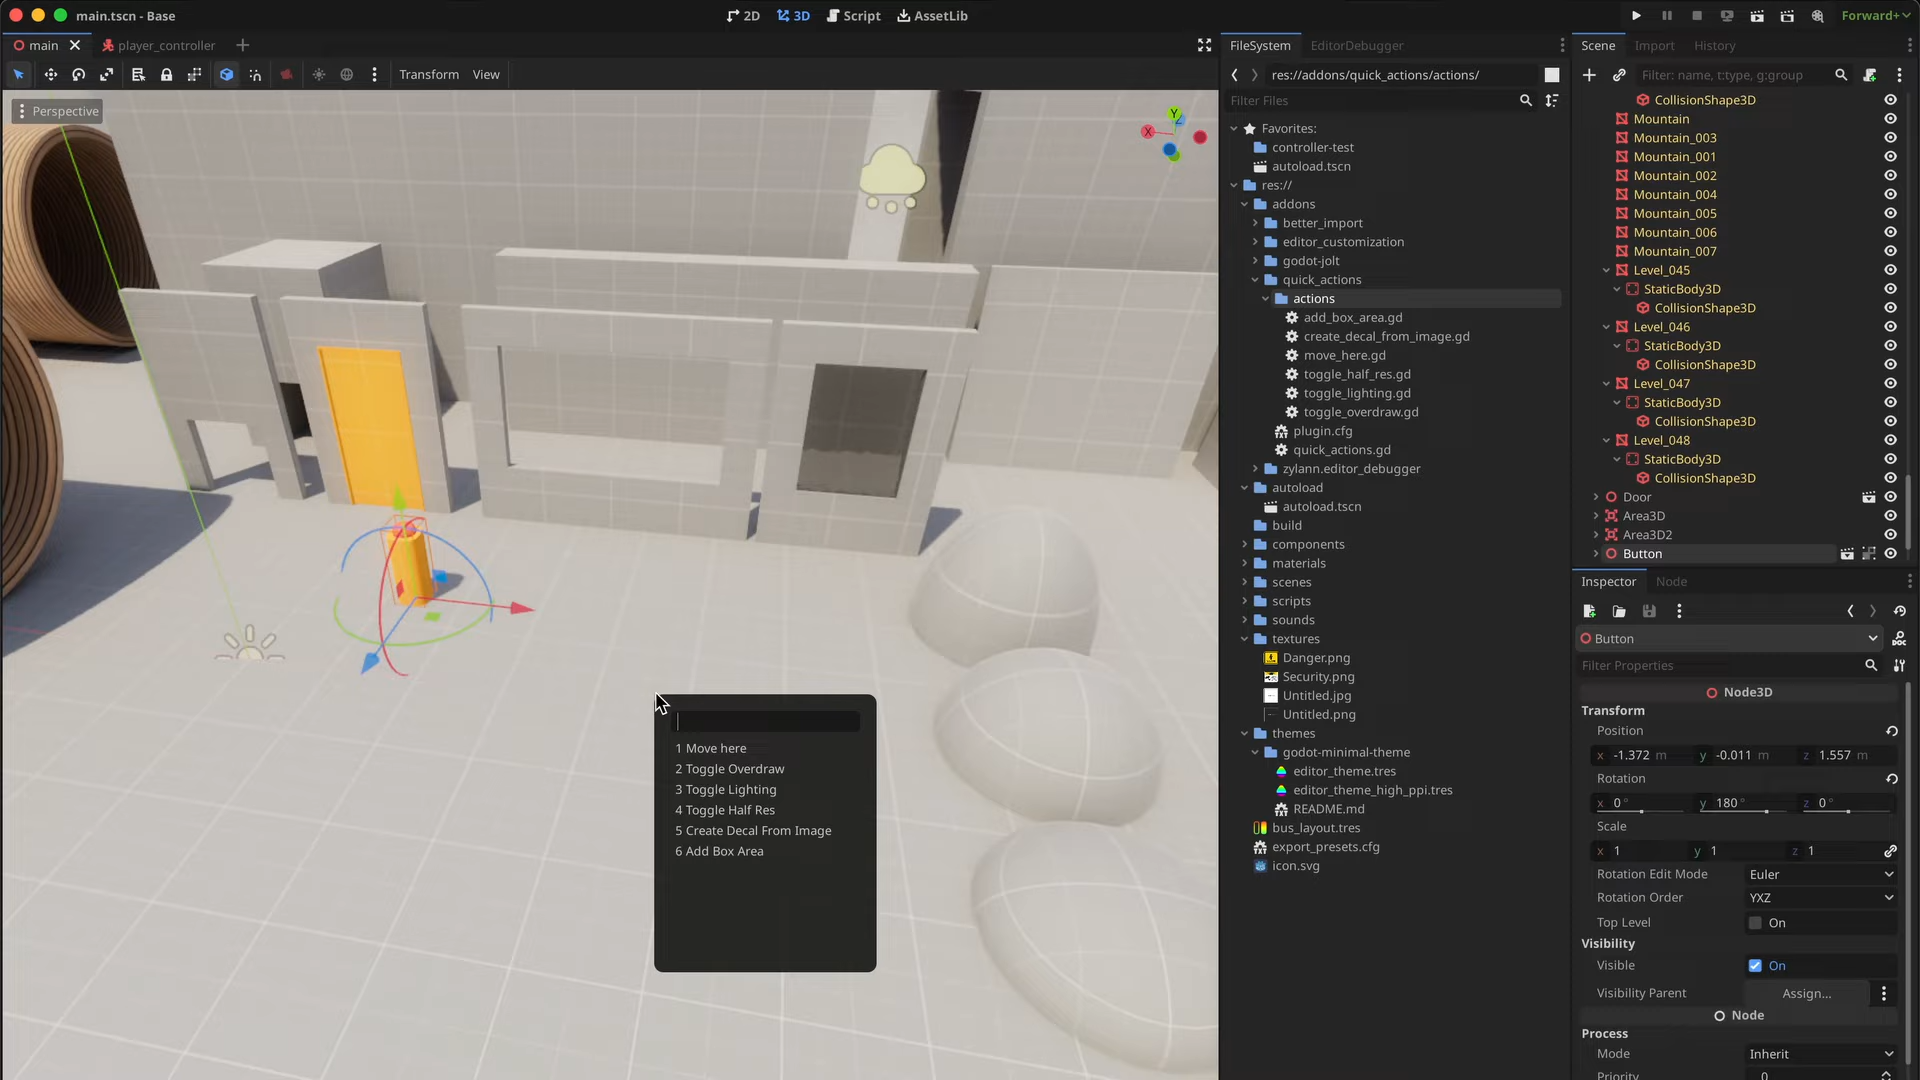 main.tscn - Base
2D
3D
Script
AssetLib
Forward+
main
player_controller
Transform
View
Perspective
Y
Z
X
1 Move here
2 Toggle Overdraw
3 Toggle Lighting
4 Toggle Half Res
5 Create Decal From Image
6 Add Box Area
FileSystem
EditorDebugger
res://addons/quick_actions/actions/
Filter Files
Favorites:
controller-test
autoload.tscn
res://
addons
better_import
editor_customization
godot-jolt
quick_actions
actions
add_box_area.gd
create_decal_from_image.gd
move_here.gd
toggle_half_res.gd
toggle_lighting.gd
toggle_overdraw.gd
plugin.cfg
quick_actions.gd
zylann.editor_debugger
autoload
autoload.tscn
build
components
materials
scenes
scripts
sounds
textures
Danger.png
Security.png
Untitled.jpg
Untitled.png
themes
godot-minimal-theme
editor_theme.tres
editor_theme_high_ppi.tres
README.md
bus_layout.tres
export_presets.cfg
icon.svg
Scene
Import
History
Filter: name, t:type, g:group
CollisionShape3D
Mountain
Mountain_003
Mountain_001
Mountain_002
Mountain_004
Mountain_005
Mountain_006
Mountain_007
Level_045
StaticBody3D
CollisionShape3D
Level_046
StaticBody3D
CollisionShape3D
Level_047
StaticBody3D
CollisionShape3D
Level_048
StaticBody3D
CollisionShape3D
Door
Area3D
Area3D2
Button
Inspector
Node
Button
Filter Properties
Node3D
Transform
Position
x -1.372 m y -0.011 m z 1.557 m
Rotation
x 0° y 180° z 0°
Scale
x 1 y 1 z 1
Rotation Edit Mode Euler
Rotation Order YXZ
Top Level On
Visibility
Visible On
Visibility Parent Assign...
Node
Process
Mode Inherit
Priority 0